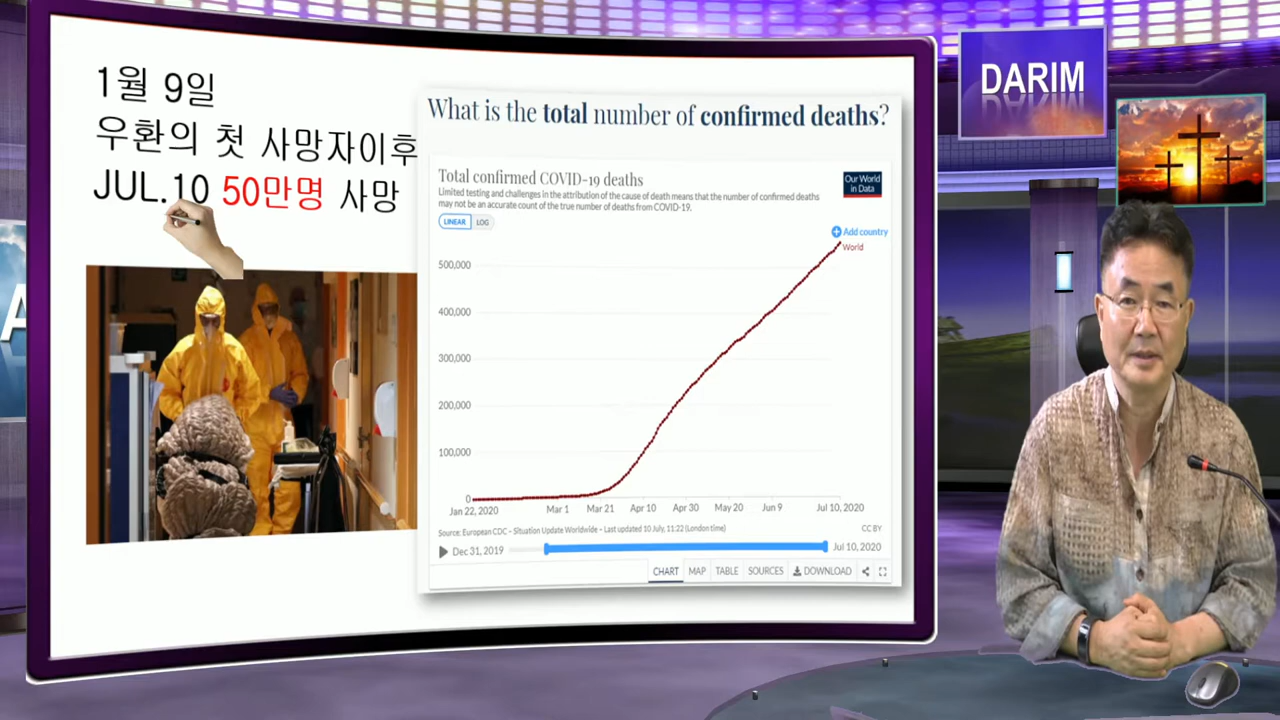 1월 9일
우환의 첫 사망자이후
JUL.10 50만명 사망
What is the total number of confirmed deaths?
Total confirmed COVID-19 deaths
Limited testing and challenges in the attribution of the cause of death means that the number of confirmed deaths
may not be an accurate count of the true number of deaths from COVID-19.
Our World
in Data
LINEAR LOG
Add country
World
500,000
400,000
300,000
200,000
100,000
0
Jan 22, 2020 Mar 1 Mar 21 Apr 10 Apr 30 May 20 Jun 9 Jul 10, 2020
Source: European CDC – Situation Update Worldwide – Last updated 10 July, 11:22 (London time) CC BY
Dec 31, 2019 Jul 10, 2020
CHART MAP TABLE SOURCES DOWNLOAD
DARIM
A